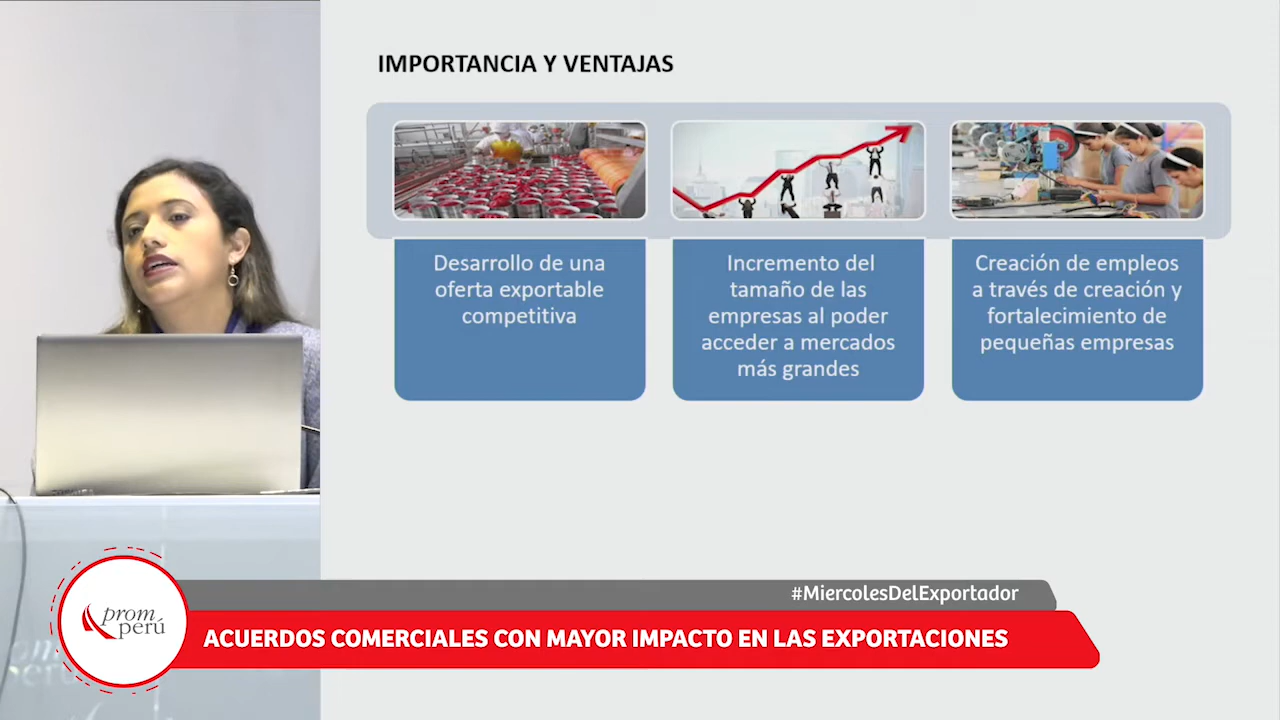 IMPORTANCIA Y VENTAJAS
Desarrollo de una
oferta exportable
competitiva
Incremento del
tamaño de las
empresas al poder
acceder a mercados
más grandes
Creación de empleos
a través de creación y
fortalecimiento de
pequeñas empresas
#MiercolesDelExportador
prom
perú
ACUERDOS COMERCIALES CON MAYOR IMPACTO EN LAS EXPORTACIONES